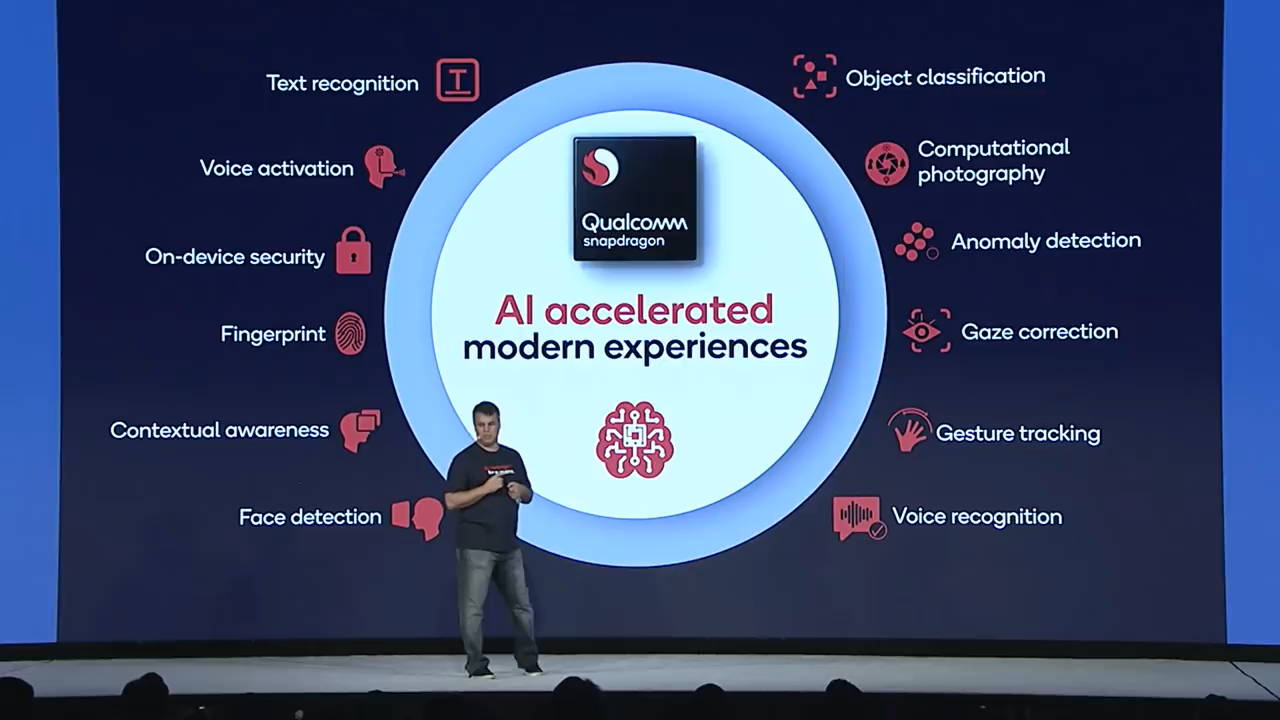 Text recognition
T
Voice activation
On-device security
Fingerprint
Contextual awareness
Face detection
Qualcomm
snapdragon
AI accelerated
modern experiences
Object classification
Computational
photography
Anomaly detection
Gaze correction
Gesture tracking
Voice recognition